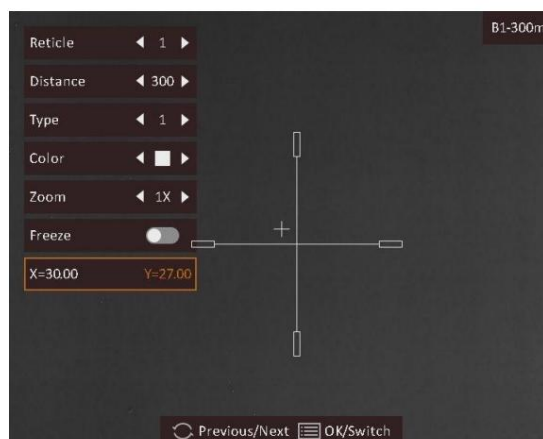 B1-300m
Reticle 1
Distance 300
Type 1
Color
Zoom 1X
Freeze
X=30.00 Y=27.00
Previous/Next OK/Switch